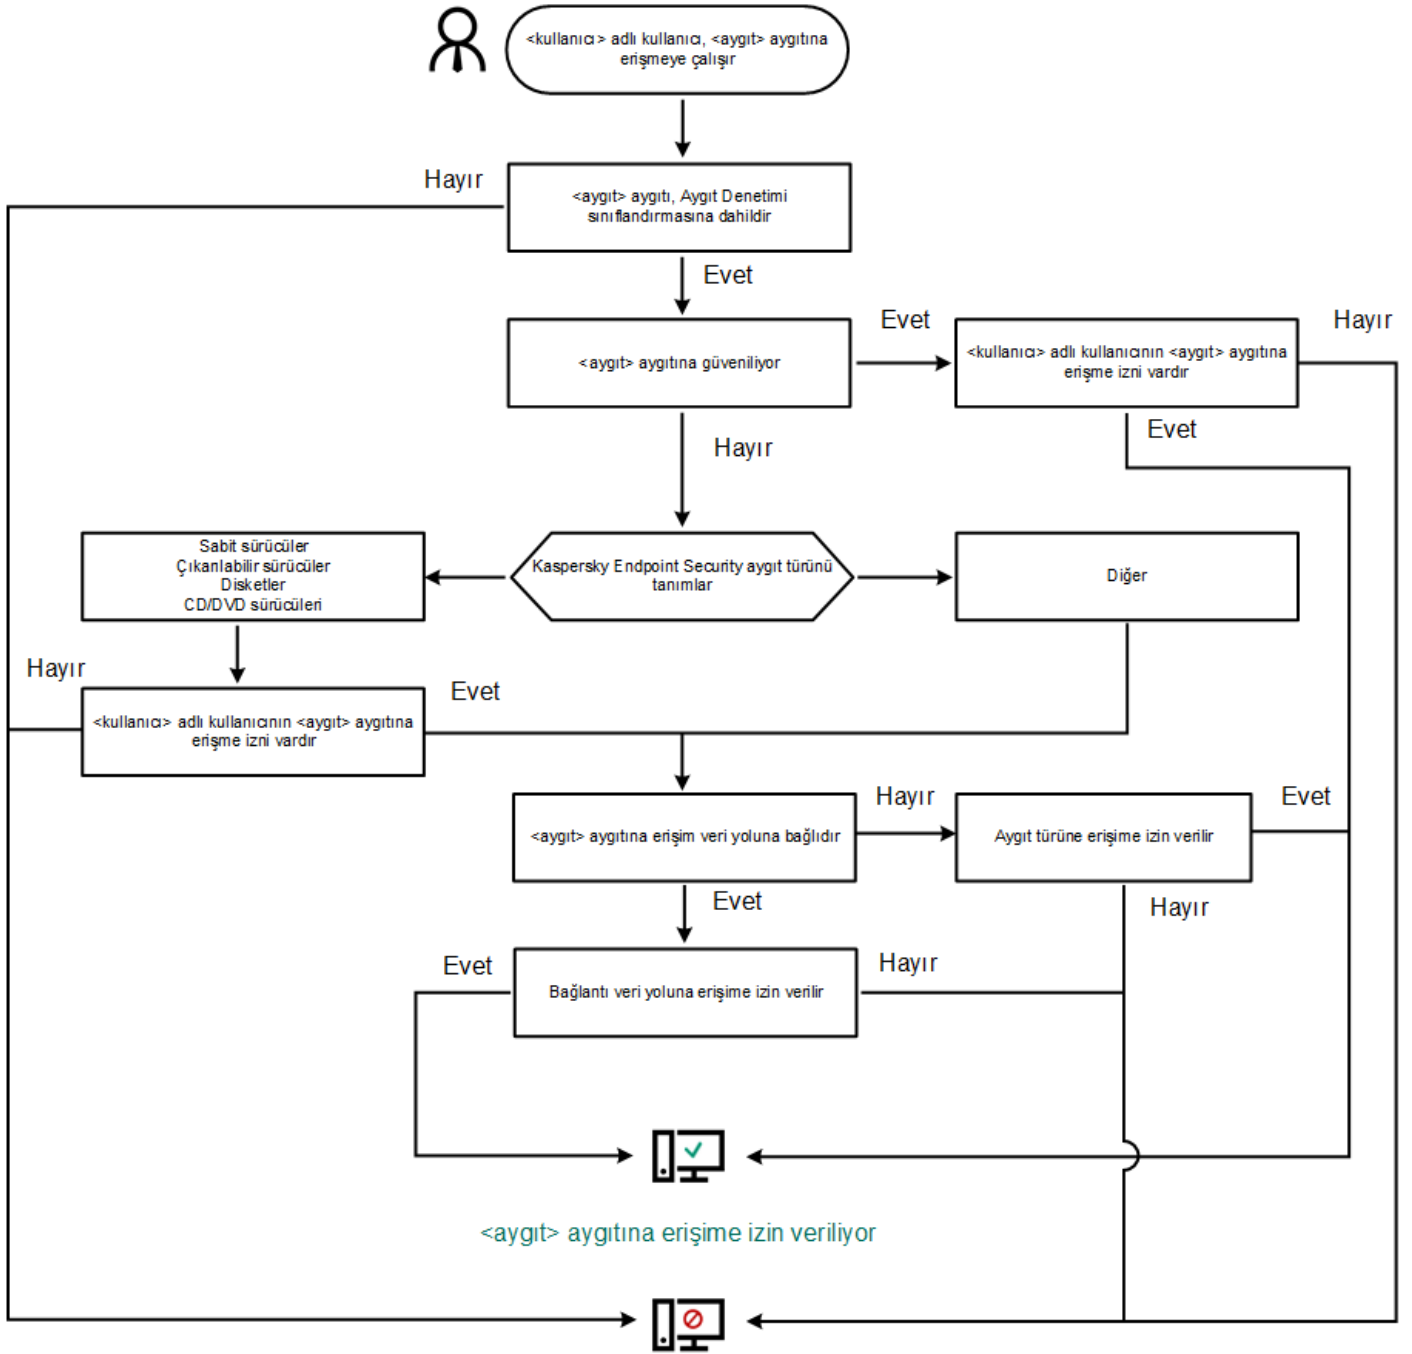 <kullanıcı> adlı kullanıcı, <aygıt> aygıtına
erişmeye çalışır
Hayır
<aygıt> aygıtı, Aygıt Denetimi
sınıflandırmasına dahildir
Evet
<aygıt> aygıtına güveniliyor
Evet
<kullanıcı> adlı kullanıcının <aygıt> aygıtına
erişme izni vardır
Hayır
Evet
Hayır
Sabit sürücüler
Çıkarılabilir sürücüler
Disketler
CD/DVD sürücüleri
Kaspersky Endpoint Security aygıt türünü
tanımlar
Diğer
Hayır
<kullanıcı> adlı kullanıcının <aygıt> aygıtına
erişme izni vardır
Evet
<aygıt> aygıtına erişim veri yoluna bağlıdır
Hayır
Aygıt türüne erişime izin verilir
Evet
Evet
Hayır
Evet
Bağlantı veri yoluna erişime izin verilir
Hayır
<aygıt> aygıtına erişime izin veriliyor